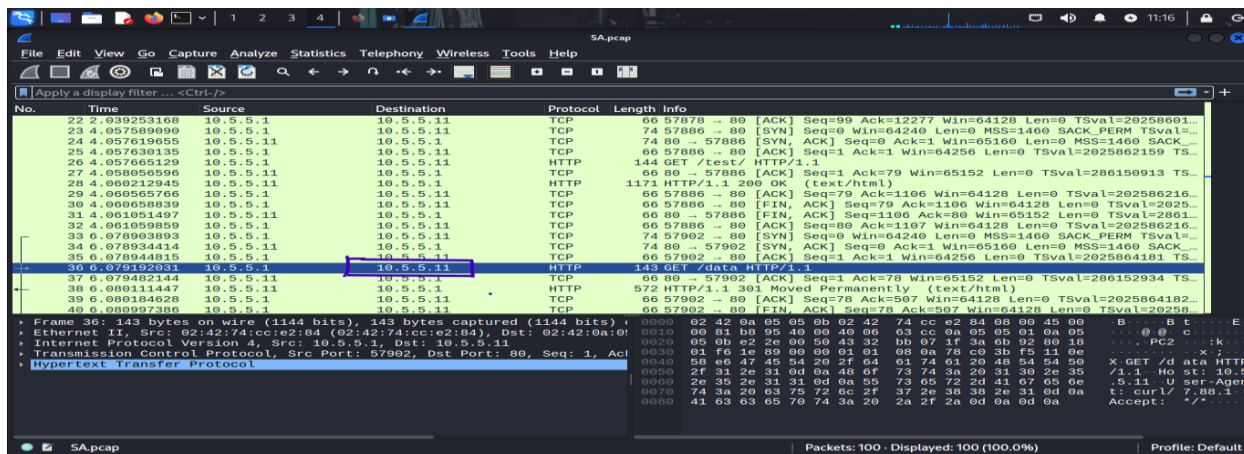 1 2 3 4 11:16
SA.pcap
File Edit View Go Capture Analyze Statistics Telephony Wireless Tools Help
Apply a display filter ... <Ctrl-/>
No. Time Source Destination Protocol Length Info
22 2.039253168 10.5.5.1 10.5.5.11 TCP 66 57878 → 80 [ACK] Seq=99 Ack=12277 Win=64128 Len=0 TSval=20258601…
23 4.057589090 10.5.5.1 10.5.5.11 TCP 74 57886 → 80 [SYN] Seq=0 Win=64240 Len=0 MSS=1460 SACK_PERM TSval=…
24 4.057619655 10.5.5.11 10.5.5.1 TCP 74 80 → 57886 [SYN, ACK] Seq=0 Ack=1 Win=65160 Len=0 MSS=1460 SACK_…
25 4.057630135 10.5.5.1 10.5.5.11 TCP 66 57886 → 80 [ACK] Seq=1 Ack=1 Win=64256 Len=0 TSval=2025862159 TS…
26 4.057665129 10.5.5.1 10.5.5.11 HTTP 144 GET /test/ HTTP/1.1
27 4.058056596 10.5.5.11 10.5.5.1 TCP 66 80 → 57886 [ACK] Seq=1 Ack=79 Win=65152 Len=0 TSval=286150913 TS…
28 4.060212945 10.5.5.11 10.5.5.1 HTTP 1171 HTTP/1.1 200 OK (text/html)
29 4.060565766 10.5.5.1 10.5.5.11 TCP 66 57886 → 80 [ACK] Seq=79 Ack=1106 Win=64128 Len=0 TSval=202586216…
30 4.060658839 10.5.5.1 10.5.5.11 TCP 66 57886 → 80 [FIN, ACK] Seq=79 Ack=1106 Win=64128 Len=0 TSval=2025…
31 4.061051497 10.5.5.11 10.5.5.1 TCP 66 80 → 57886 [FIN, ACK] Seq=1106 Ack=80 Win=65152 Len=0 TSval=2861…
32 4.061059859 10.5.5.1 10.5.5.11 TCP 66 57886 → 80 [ACK] Seq=80 Ack=1107 Win=64128 Len=0 TSval=202586216…
33 6.078903893 10.5.5.1 10.5.5.11 TCP 74 57902 → 80 [SYN] Seq=0 Win=64240 Len=0 MSS=1460 SACK_PERM TSval=…
34 6.078934414 10.5.5.11 10.5.5.1 TCP 74 80 → 57902 [SYN, ACK] Seq=0 Ack=1 Win=65160 Len=0 MSS=1460 SACK_…
35 6.078944815 10.5.5.1 10.5.5.11 TCP 66 57902 → 80 [ACK] Seq=1 Ack=1 Win=64256 Len=0 TSval=2025864181 TS…
36 6.079192031 10.5.5.1 10.5.5.11 HTTP 143 GET /data HTTP/1.1
37 6.079482144 10.5.5.11 10.5.5.1 TCP 66 80 → 57902 [ACK] Seq=1 Ack=78 Win=65152 Len=0 TSval=286152934 TS…
38 6.080111447 10.5.5.11 10.5.5.1 HTTP 572 HTTP/1.1 301 Moved Permanently (text/html)
39 6.080184628 10.5.5.1 10.5.5.11 TCP 66 57902 → 80 [ACK] Seq=78 Ack=507 Win=64128 Len=0 TSval=2025864182…
40 6.080997386 10.5.5.1 10.5.5.11
Frame 36: 143 bytes on wire (1144 bits), 143 bytes captured (1144 bits)
Ethernet II, Src: 02:42:74:cc:e2:84 (02:42:74:cc:e2:84), Dst: 02:42:0a:05
Internet Protocol Version 4, Src: 10.5.5.1, Dst: 10.5.5.11
Transmission Control Protocol, Src Port: 57902, Dst Port: 80, Seq: 1, Ack
Hypertext Transfer Protocol
0000 02 42 0a 05 05 0b 02 42 74 cc e2 84 08 00 45 00 ·B·····B t·····E·
0010 00 81 b8 95 40 00 40 06 63 cc 0a 05 05 01 0a 05
0020 05 0b e2 2e 00 50 43 32 bb 07 1f 3a 6b 92 80 18
0030 01 f6 1e 89 00 00 01 01 08 0a 78 c0 3b f5 11 0e
0040 58 e6 47 45 54 20 2f 64 61 74 61 20 48 54 54 50 X·GET /d ata HTTP
0050 2f 31 2e 31 0d 0a 48 6f 73 74 3a 20 31 30 2e 35 /1.1··Ho st: 10.5
0060 2e 35 2e 31 31 0d 0a 55 73 65 72 2d 41 67 65 6e .5.11··U ser-Agen
0070 74 3a 20 63 75 72 6c 2f 37 2e 38 38 2e 31 0d 0a t: curl/ 7.88.1··
0080 41 63 63 65 70 74 3a 20 2a 2f 2a 0d 0a 0d 0a Accept: */*····
SA.pcap Packets: 100 · Displayed: 100 (100.0%) Profile: Default